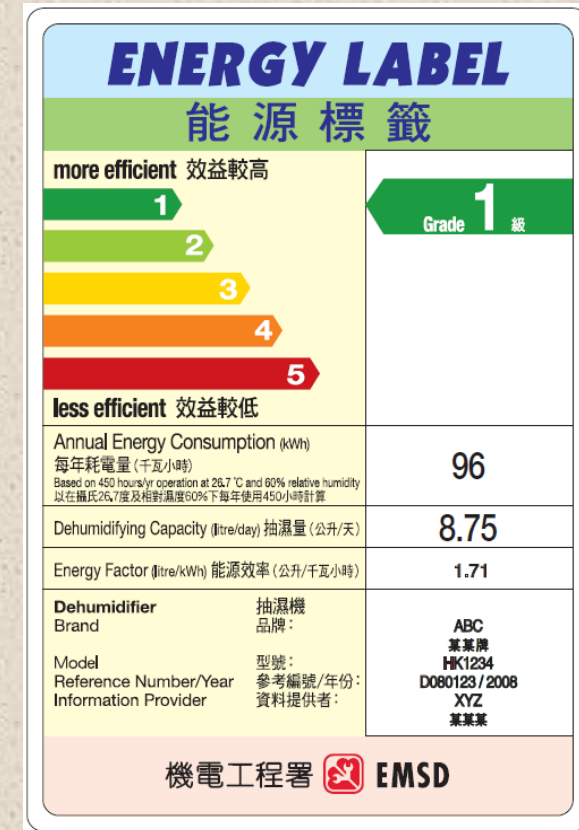 ENERGY LABEL
能源標籤
more efficient 效益較高
1
2
3
4
5
less efficient 效益較低
Grade 1 級
Annual Energy Consumption (kWh)
每年耗電量 (千瓦小時)
Based on 450 hours/yr operation at 26.7 °C and 60% relative humidity
以在攝氏26.7度及相對濕度60%下每年使用450小時計算
96
Dehumidifying Capacity (litre/day) 抽濕量 (公升/天)
8.75
Energy Factor (litre/kWh) 能源效率 (公升/千瓦小時)
1.71
Dehumidifier 抽濕機
Brand 品牌: ABC
某某牌
Model 型號: HK1234
Reference Number/Year 參考編號/年份: D080123 / 2008
Information Provider 資料提供者: XYZ
某某某
機電工程署 EMSD